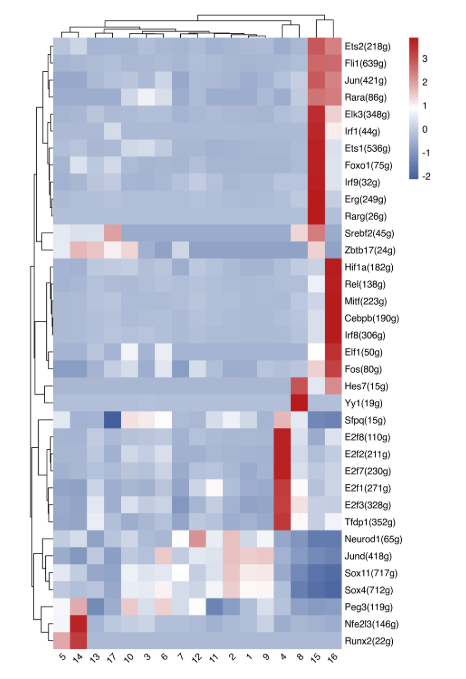 Ets2(218g)
Fli1(639g)
Jun(421g)
Rara(86g)
Elk3(348g)
Irf1(44g)
Ets1(536g)
Foxo1(75g)
Irf9(32g)
Erg(249g)
Rarg(26g)
Srebf2(45g)
Zbtb17(24g)
Hif1a(182g)
Rel(138g)
Mitf(223g)
Cebpb(190g)
Irf8(306g)
Elf1(50g)
Fos(80g)
Hes7(15g)
Yy1(19g)
Sfpq(15g)
E2f8(110g)
E2f2(211g)
E2f7(230g)
E2f1(271g)
E2f3(328g)
Tfdp1(352g)
Neurod1(65g)
Jund(418g)
Sox11(717g)
Sox4(712g)
Peg3(119g)
Nfe2l3(146g)
Runx2(22g)
5 14 13 17 10 3 6 7 12 11 2 1 9 4 8 15 16
3
2
1
0
-1
-2